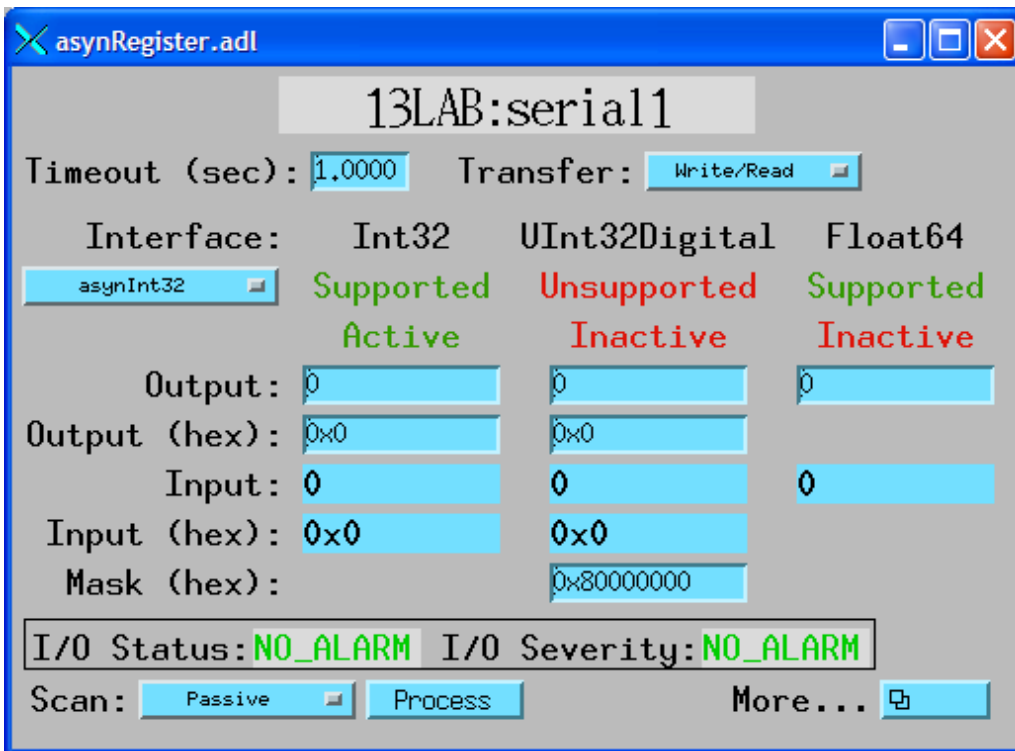 asynRegister.adl
13LAB:serial1
Timeout (sec): 1.0000 Transfer: Write/Read
Interface: Int32 UInt32Digital Float64
asynInt32 Supported Unsupported Supported
Active Inactive Inactive
Output: 0 0 0
Output (hex): 0x0 0x0
Input: 0 0 0
Input (hex): 0x0 0x0
Mask (hex): 0x80000000
I/O Status: NO_ALARM I/O Severity: NO_ALARM
Scan: Passive Process More...